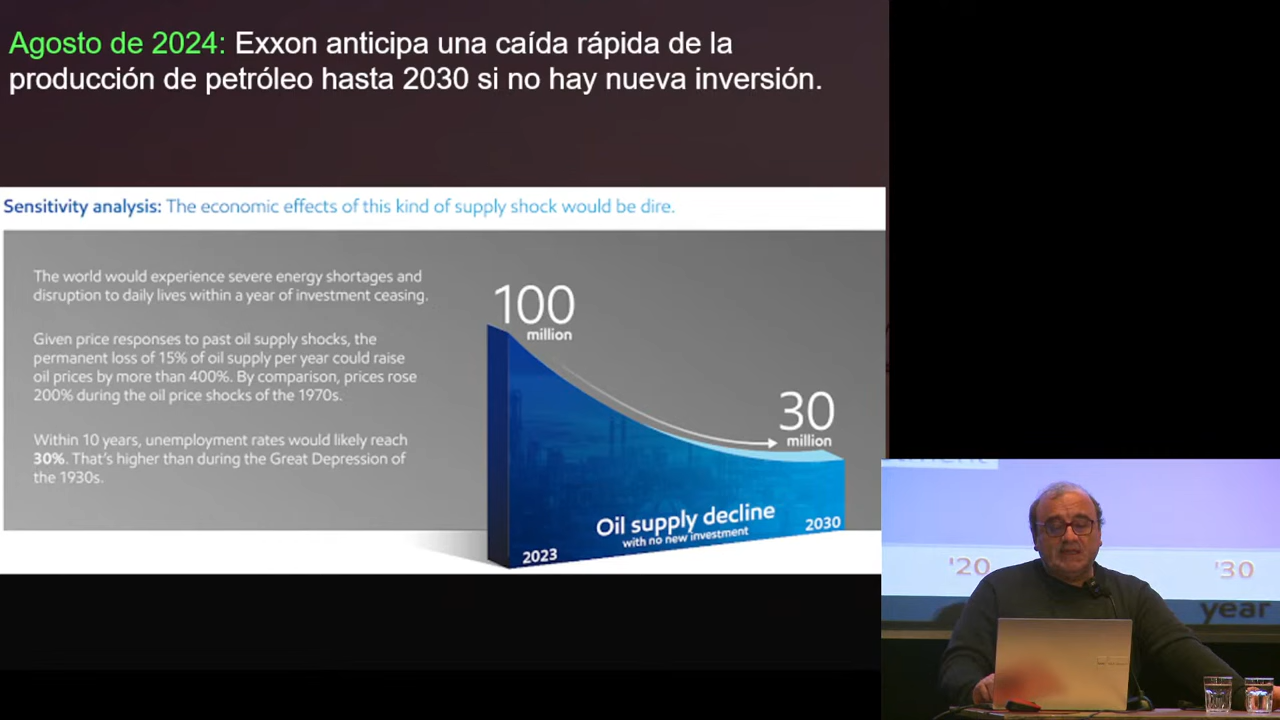 Agosto de 2024: Exxon anticipa una caída rápida de la
producción de petróleo hasta 2030 si no hay nueva inversión.
Sensitivity analysis: The economic effects of this kind of supply shock would be dire.
The world would experience severe energy shortages and
disruption to daily lives within a year of investment ceasing.
Given price responses to past oil supply shocks, the
permanent loss of 15% of oil supply per year could raise
oil prices by more than 400%. By comparison, prices rose
200% during the oil price shocks of the 1970s.
Within 10 years, unemployment rates would likely reach
30%. That's higher than during the Great Depression of
the 1930s.
100
million
30
million
Oil supply decline
with no new investment
2023
2030
'20
'30
year